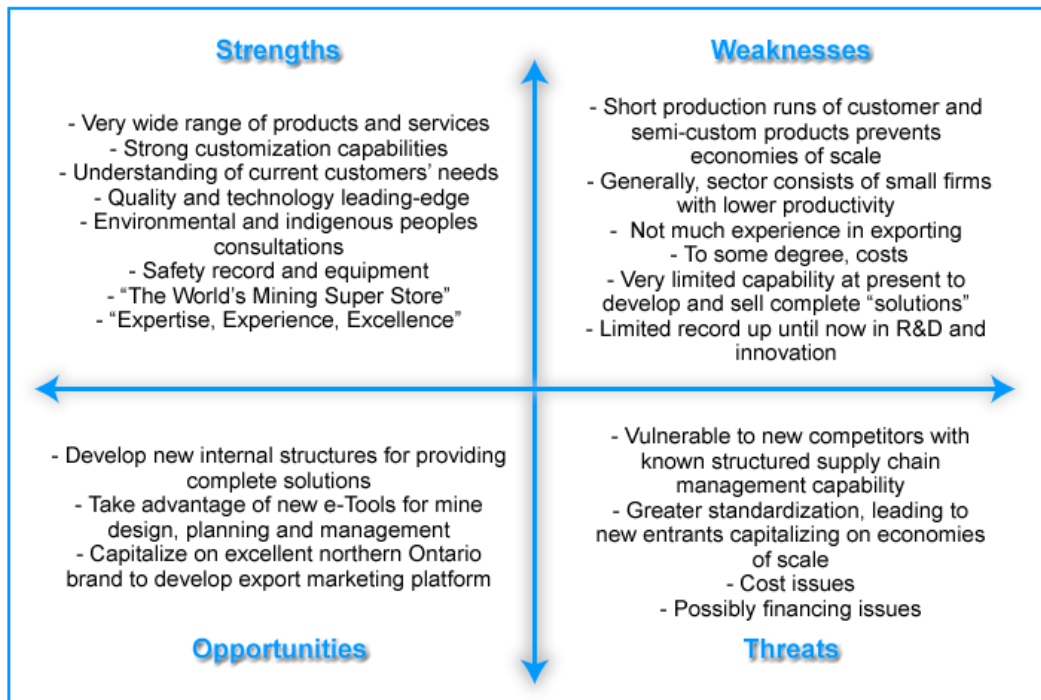 Strengths
- Very wide range of products and services
- Strong customization capabilities
- Understanding of current customers’ needs
- Quality and technology leading-edge
- Environmental and indigenous peoples
consultations
- Safety record and equipment
- “The World’s Mining Super Store”
- “Expertise, Experience, Excellence”
Weaknesses
- Short production runs of customer and
semi-custom products prevents
economies of scale
- Generally, sector consists of small firms
with lower productivity
- Not much experience in exporting
- To some degree, costs
- Very limited capability at present to
develop and sell complete “solutions”
- Limited record up until now in R&D and
innovation
- Develop new internal structures for providing
complete solutions
- Take advantage of new e-Tools for mine
design, planning and management
- Capitalize on excellent northern Ontario
brand to develop export marketing platform
Opportunities
- Vulnerable to new competitors with
known structured supply chain
management capability
- Greater standardization, leading to
new entrants capitalizing on economies
of scale
- Cost issues
- Possibly financing issues
Threats